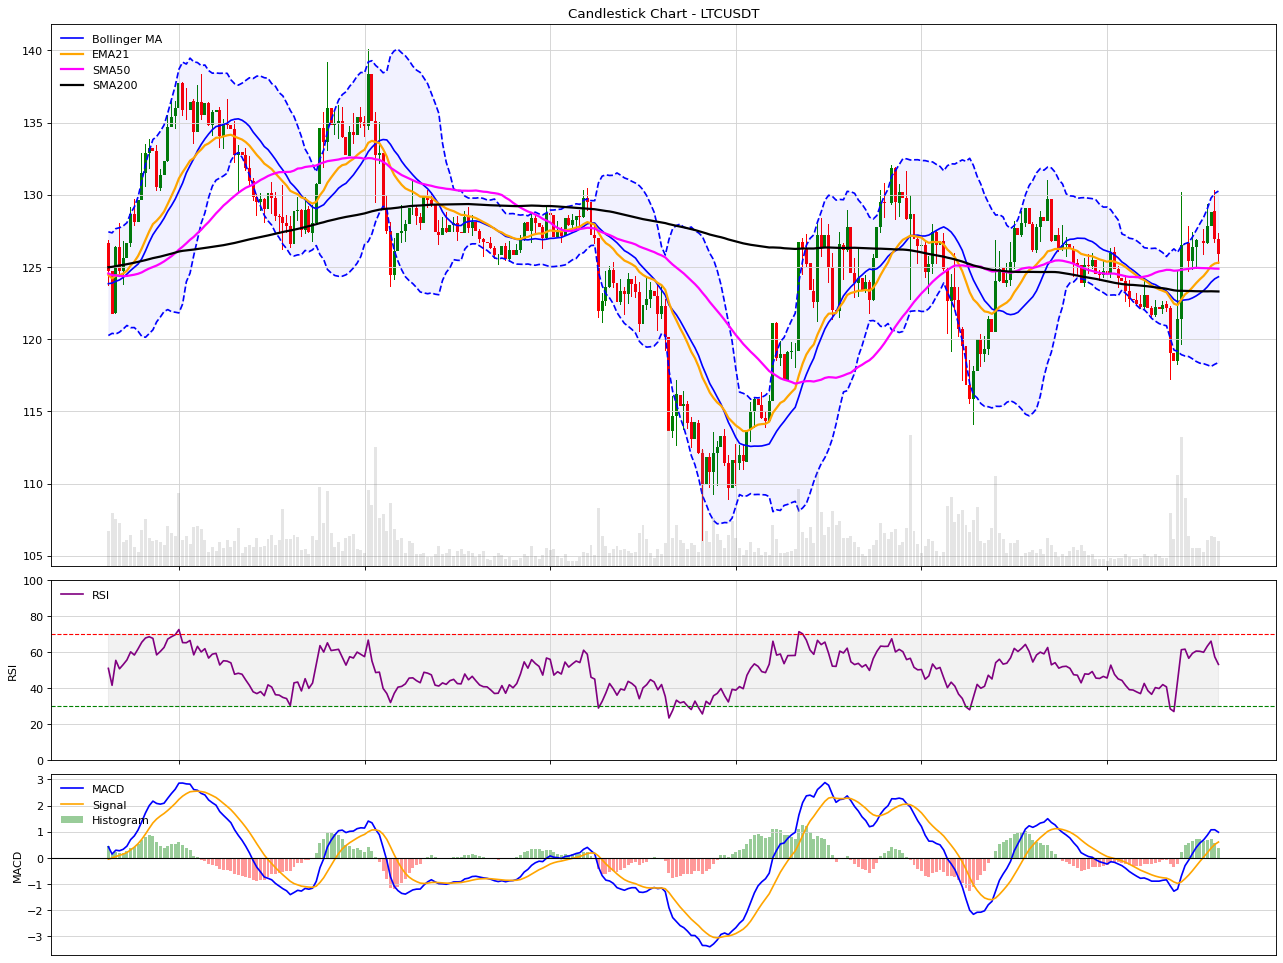 Candlestick Chart - LTCUSDT
Bollinger MA
EMA21
SMA50
SMA200
140
135
130
125
120
115
110
105
RSI
100
80
60
40
20
0
RSI
MACD
Signal
Histogram
3
2
1
0
−1
−2
−3
MACD